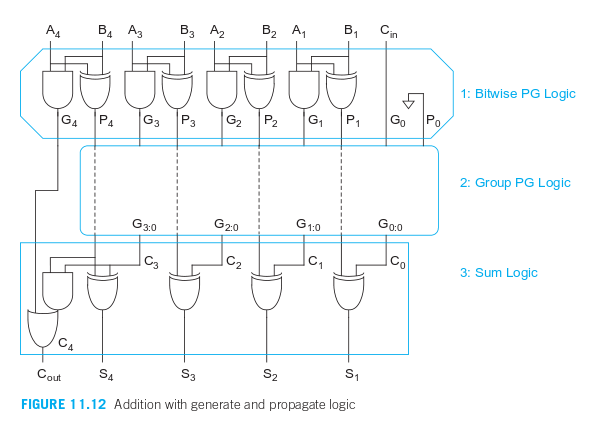 A4 B4 A3 B3 A2 B2 A1 B1 Cin
1: Bitwise PG Logic
G4 P4 G3 P3 G2 P2 G1 P1 G0 P0
2: Group PG Logic
G3:0 G2:0 G1:0 G0:0
C3 C2 C1 C0
3: Sum Logic
C4
Cout S4 S3 S2 S1
FIGURE 11.12 Addition with generate and propagate logic